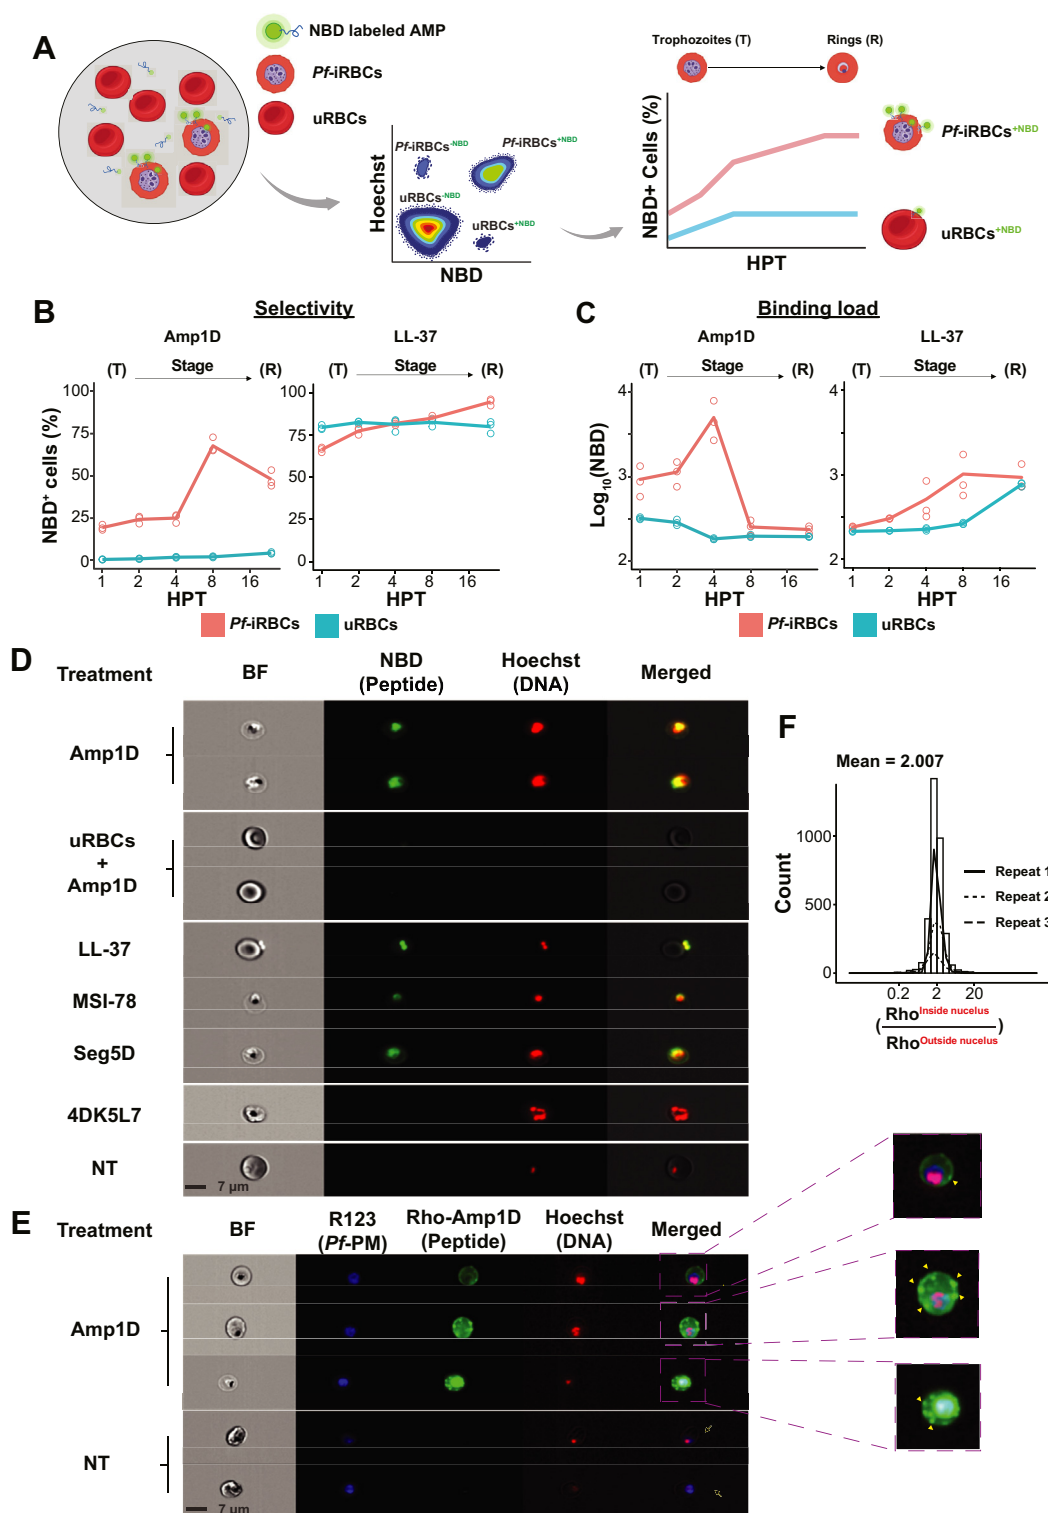 A
NBD labeled AMP
Pf-iRBCs
uRBCs
Hoechst
Pf-iRBCs-NBD
Pf-iRBCs+NBD
uRBCs-NBD
uRBCs+NBD
NBD
Trophozoites (T)
Rings (R)
NBD+ Cells (%)
HPT
Pf-iRBCs+NBD
uRBCs+NBD
B
Selectivity
Amp1D
LL-37
(T) Stage (R)
(T) Stage (R)
NBD+ cells (%)
100
75
50
25
0
1 2 4 8 16
HPT
100
75
50
25
0
1 2 4 8 16
HPT
Pf-iRBCs
uRBCs
C
Binding load
Amp1D
LL-37
(T) Stage (R)
(T) Stage (R)
Log10(NBD)
4
3
2
1 2 4 8 16
HPT
4
3
2
1 2 4 8 16
HPT
Pf-iRBCs
uRBCs
D
Treatment
BF
NBD
(Peptide)
Hoechst
(DNA)
Merged
Amp1D
uRBCs
+
Amp1D
LL-37
MSI-78
Seg5D
4DK5L7
NT
7 µm
E
Treatment
BF
R123
(Pf-PM)
Rho-Amp1D
(Peptide)
Hoechst
(DNA)
Merged
Amp1D
NT
7 µm
F
Mean = 2.007
Count
1000
500
0
0.2 2 20
Repeat 1
Repeat 2
Repeat 3
(RhoInside nucelus
RhoOutside nucelus)